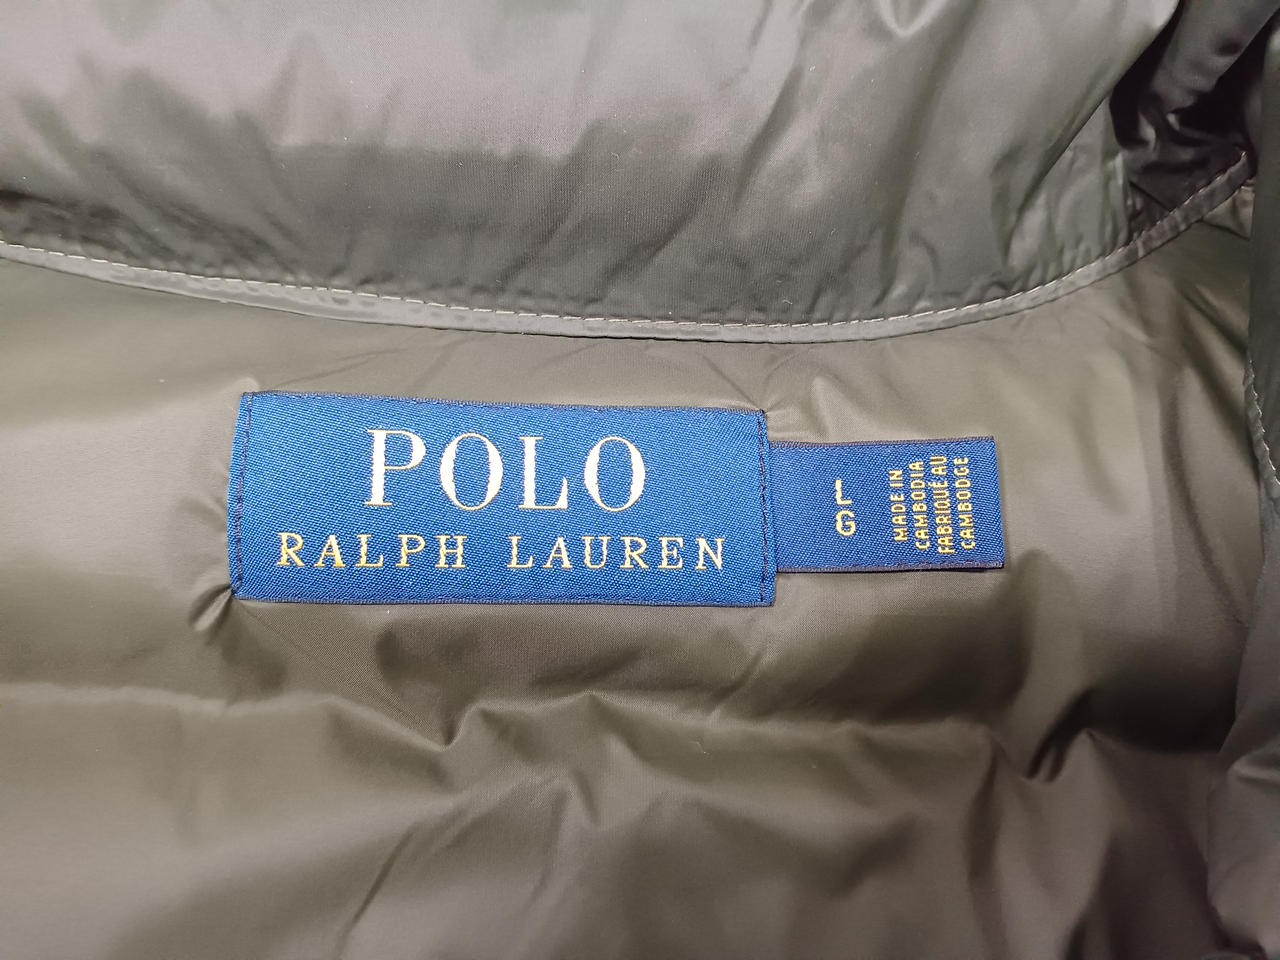 POLO
RALPH LAUREN
L
G
MADE IN
CAMBODIA
FABRIQUÉ AU
CAMBODGE